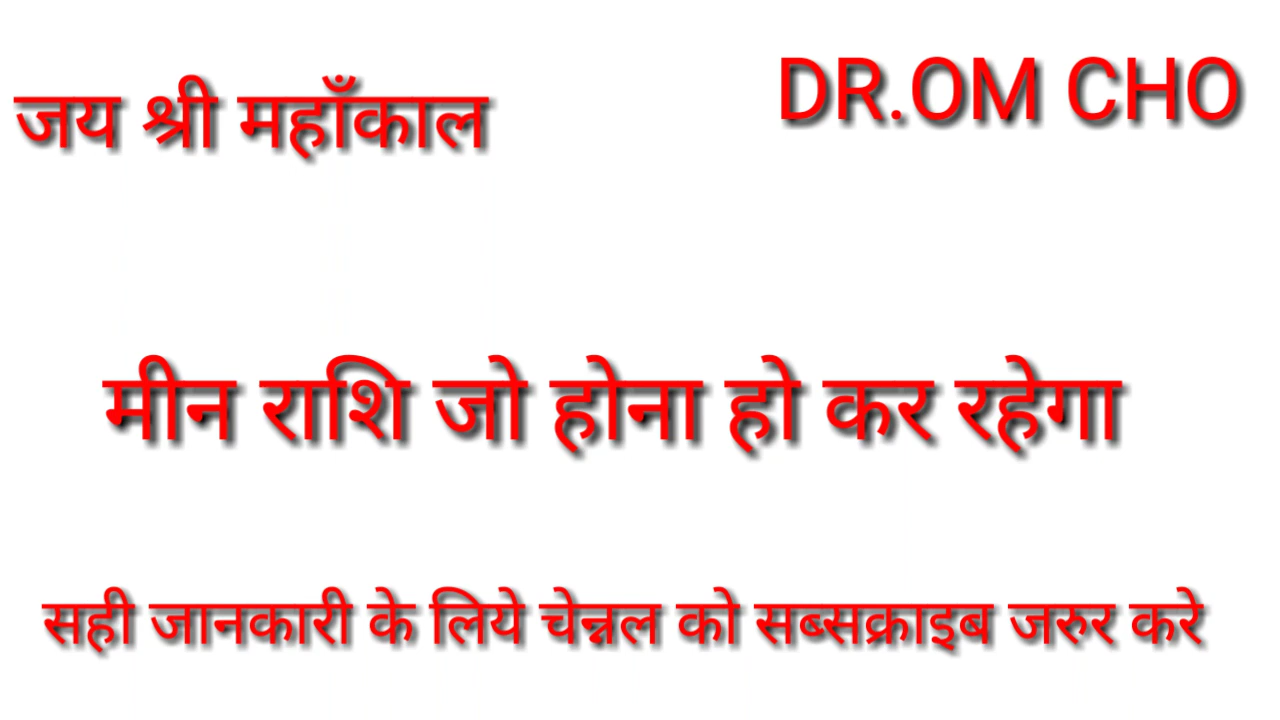 जय श्री महाँकाल
DR.OM CHO
मीन राशि जो होना हो कर रहेगा
सही जानकारी के लिये चेन्नल को सब्सक्राइब जरुर करे